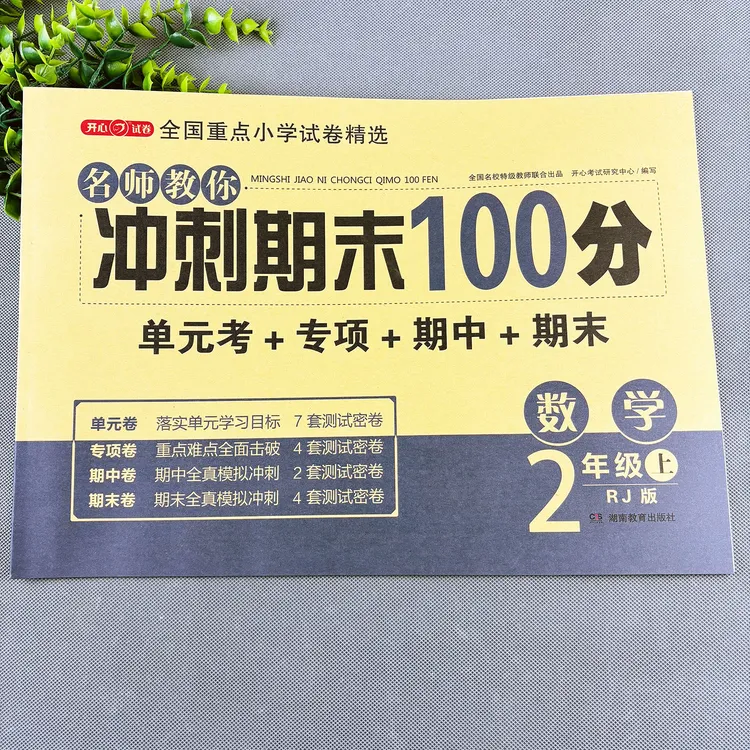 开心 试卷 全国重点小学试卷精选
名师教你
MINGSHI JIAO NI CHONGCI QIMO 100 FEN
全国名校特级教师联合出品 开心考试研究中心/编写
冲刺期末100分
单元考+专项+期中+期末
单元卷 落实单元学习目标 7套测试密卷
专项卷 重点难点全面击破 4套测试密卷
期中卷 期中全真模拟冲刺 2套测试密卷
期末卷 期末全真模拟冲刺 4套测试密卷
数学
2年级上
RJ版
湖南教育出版社